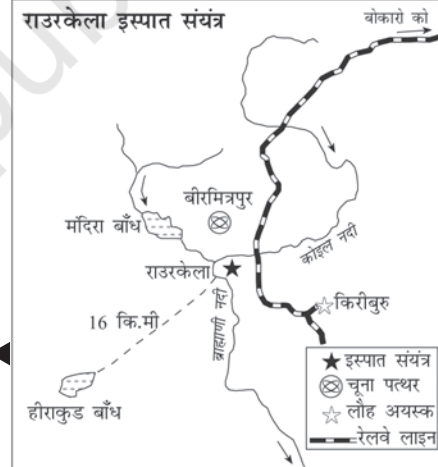 राउरकेला इस्पात संयंत्र
बोकारो को
बीरमित्रपुर
मंदिरा बाँध
कोइल नदी
राउरकेला
ब्राह्मणी नदी
किरीबुरु
16 कि.मी
हीराकुड बाँध
इस्पात संयंत्र
चूना पत्थर
लौह अयस्क
रेलवे लाइन